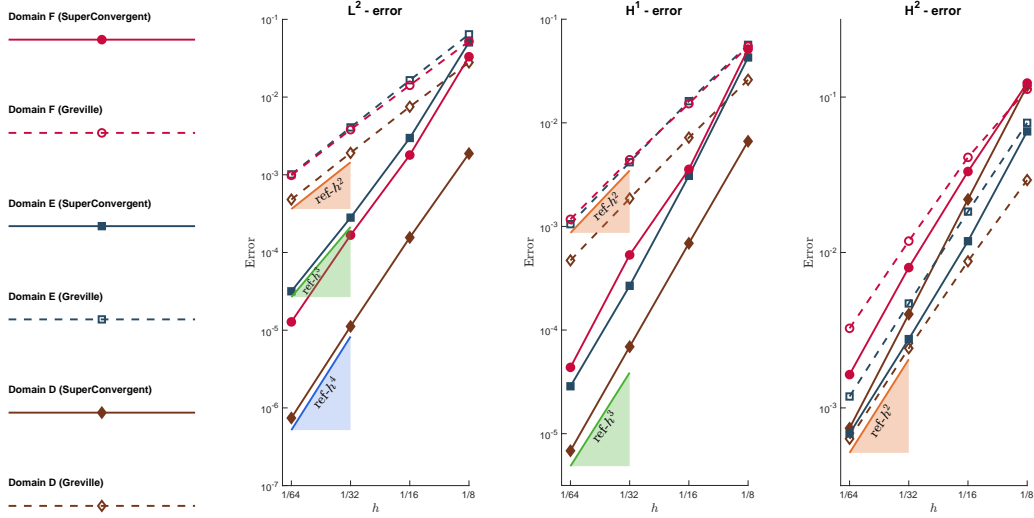 Domain F (SuperConvergent)
Domain F (Greville)
Domain E (SuperConvergent)
Domain E (Greville)
Domain D (SuperConvergent)
Domain D (Greville)
L² - error
Error
10⁻¹
10⁻²
10⁻³
10⁻⁴
10⁻⁵
10⁻⁶
10⁻⁷
ref-h²
ref-h³
ref-h⁴
1/64 1/32 1/16 1/8
h
H¹ - error
Error
10⁻¹
10⁻²
10⁻³
10⁻⁴
10⁻⁵
ref-h²
ref-h³
1/64 1/32 1/16 1/8
h
H² - error
Error
10⁻¹
10⁻²
10⁻³
ref-h²
1/64 1/32 1/16 1/8
h